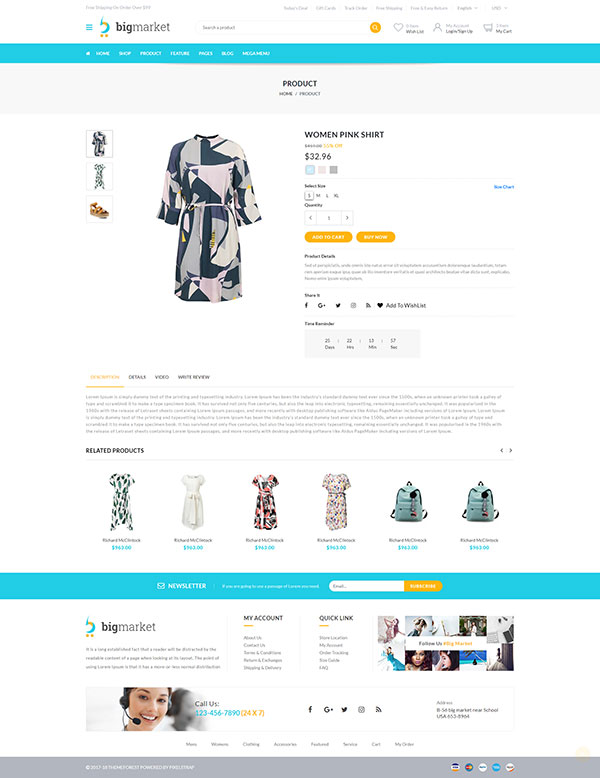 Free Shipping On Order Over $99
Today's Deal
Gift Cards
Track Order
Free Shipping
Free & Easy Return
English
USD
bigmarket
Search a product
0 Item
Wish List
My Account
Login/Sign Up
0 Item
My Cart
HOME
SHOP
PRODUCT
FEATURE
PAGES
BLOG
MEGA MENU
PRODUCT
HOME / PRODUCT
WOMEN PINK SHIRT
55% Off
$32.96
Select Size
Size Chart
S M L XL
Quantity
1
ADD TO CART
BUY NOW
Product Details
Sed ut perspiciatis, unde omnis iste natus error sit voluptatem accusantium doloremque laudantium, totam
rem aperiam eaque ipsa, quae ab illo inventore veritatis et quasi architecto beatae vitae dicta sunt, explicabo.
Nemo enim ipsam voluptatem,
Share It
Add To WishList
Time Reminder
25 : 22 : 13 : 57
Days Hrs Min Sec
DESCRIPTION
DETAILS
VIDEO
WRITE REVIEW
Lorem Ipsum is simply dummy text of the printing and typesetting industry. Lorem Ipsum has been the industry's standard dummy text ever since the 1500s, when an unknown printer took a galley of type and
scrambled it to make a type specimen book. It has survived not only five centuries, but also the leap into electronic typesetting, remaining essentially unchanged. It was popularised in the
1960s with the release of Letraset sheets containing Lorem Ipsum passages, and more recently with desktop publishing software like Aldus PageMaker including versions of Lorem Ipsum. Lorem Ipsum
is simply dummy text of the printing and typesetting industry. Lorem Ipsum has been the industry's standard dummy text ever since the 1500s, when an unknown printer took a galley of type and
scrambled it to make a type specimen book. It has survived not only five centuries, but also the leap into electronic typesetting, remaining essentially unchanged. It was popularised in the 1960s with the release of Letraset sheets
containing Lorem Ipsum passages, and more recently with desktop publishing software like Aldus PageMaker including versions of Lorem Ipsum.
RELATED PRODUCTS
Richard McClintock
Richard McClintock
Richard McClintock
Richard McClintock
Richard McClintock
Richard McClintock
$963.00
$963.00
$963.00
$963.00
$963.00
$963.00
NEWSLETTER
If you are going to use a passage of Lorem you need.
Email...
SUBSCRIBE
bigmarket
It is a long established fact that a reader will be distracted by the
readable content of a page when looking at its layout. The point of
using Lorem Ipsum is that it has a more-or-less normal distribution
MY ACCOUNT
About Us
Contact Us
Terms & Conditions
Return & Exchanges
Shipping & Delivery
QUICK LINK
Store Location
My Account
Order Tracking
Size Guide
FAQ
Follow Us Big Market
Call Us:
123-456-7890 (24 X 7)
Address
B-5d big market near School
USA 653-8964
Mens
Womens
Clothing
Accessories
Featured
Service
Cart
My Order
© 2017-18 THEMEFOREST POWERED BY PIXELSTRAP